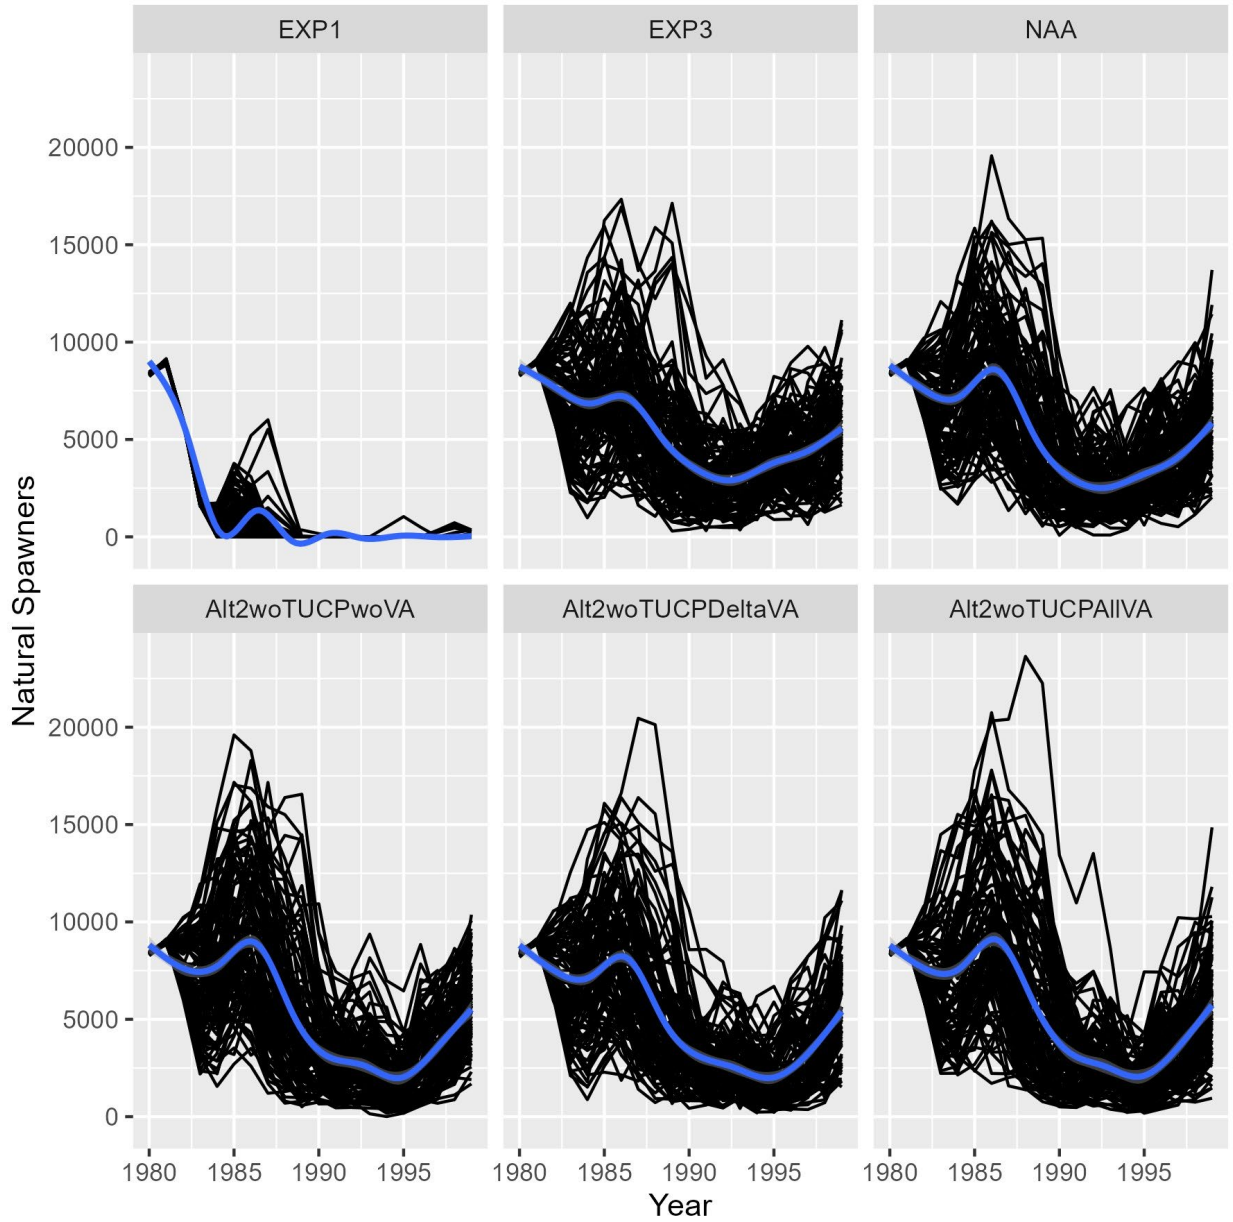 EXP1 EXP3 NAA
20000
15000
10000
5000
0
Alt2woTUCPwoVA Alt2woTUCPDeltaVA Alt2woTUCPAllVA
20000
15000
10000
5000
0
Natural Spawners
1980 1985 1990 1995 1980 1985 1990 1995 1980 1985 1990 1995
Year